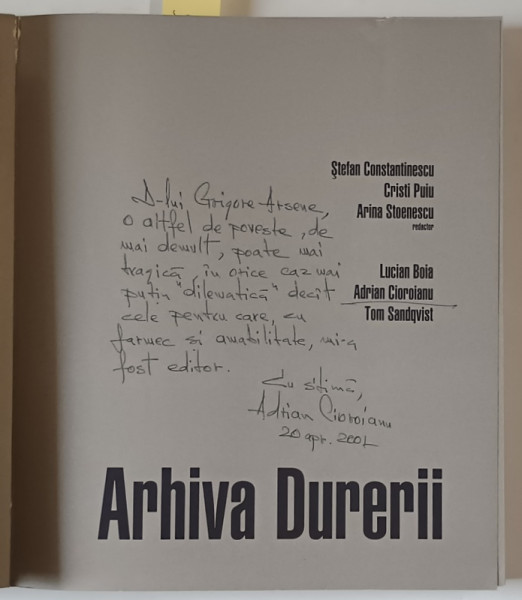 Ştefan Constantinescu
Cristi Puiu
Arina Stoenescu
redactor
Lucian Boia
Adrian Cioroianu
Tom Sandqvist
D-lui Grigore Arsene,
o altfel de poveste, de
mai demult, poate mai
tragică, în orice caz mai
puţin "dilematică" decît
cele pentru care, cu
farmec si amabilitate, mi-a
fost editor.
Cu stimă,
Adrian Cioroianu
20 apr. 2001
Arhiva Durerii